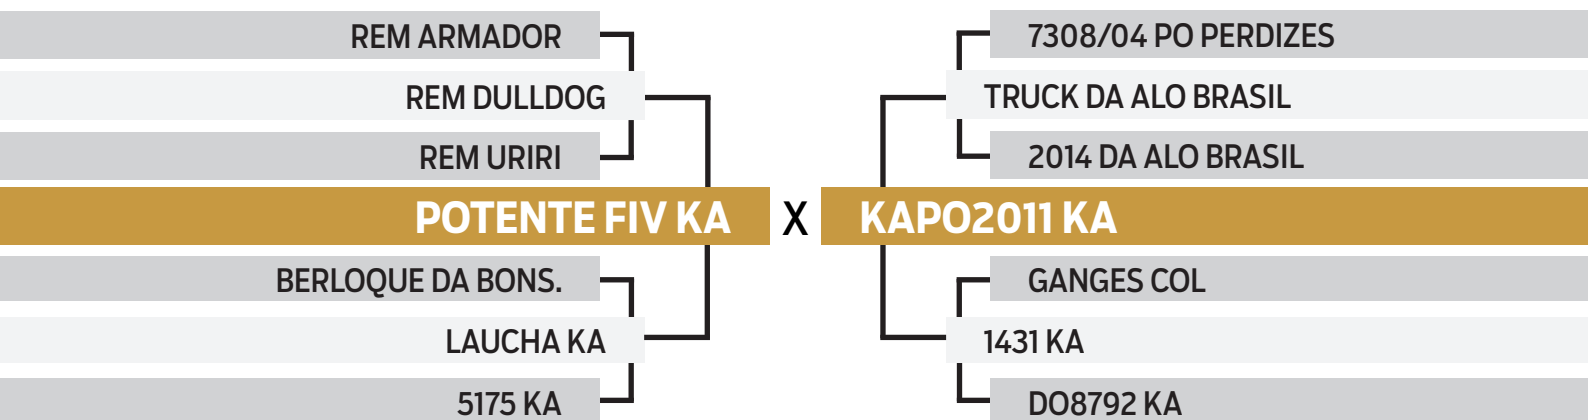 REM ARMADOR
REM DULLDOG
REM URIRI
POTENTE FIV KA
BERLOQUE DA BONS.
LAUCHA KA
5175 KA
X
7308/04 PO PERDIZES
TRUCK DA ALO BRASIL
2014 DA ALO BRASIL
KAPO2011 KA
GANGES COL
1431 KA
DO8792 KA